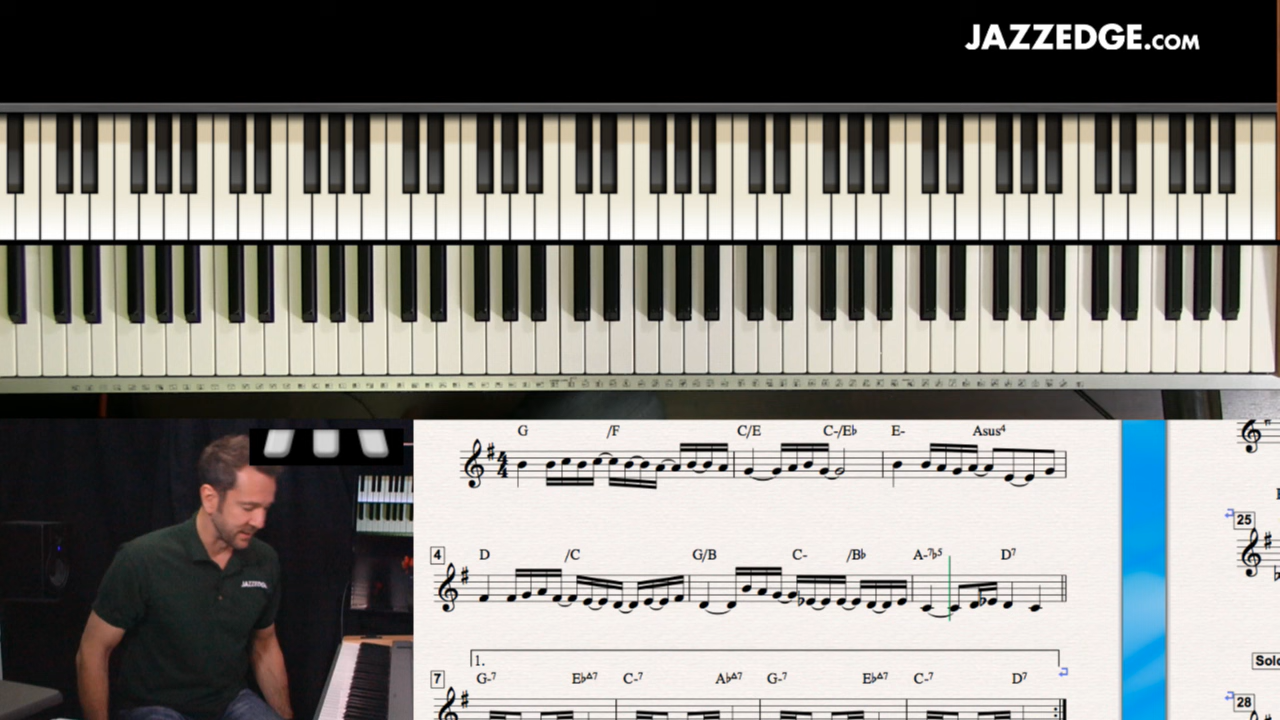 JAZZEDGE.COM
JAZZEDGE
G /F C/E C-/E♭ E- Asus⁴
4 D /C G/B C- /B♭ A-⁷♭⁵ D⁷
25
1.
7 G-⁷ E♭Δ⁷ C-⁷ A♭Δ⁷ G-⁷ E♭Δ⁷ C-⁷ D⁷
Solo
28